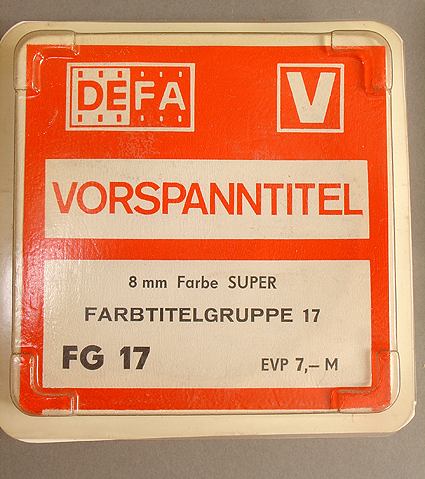 DEFA V
VORSPANNTITEL
8 mm Farbe SUPER
FARBTITELGRUPPE 17
FG 17 EVP 7,– M